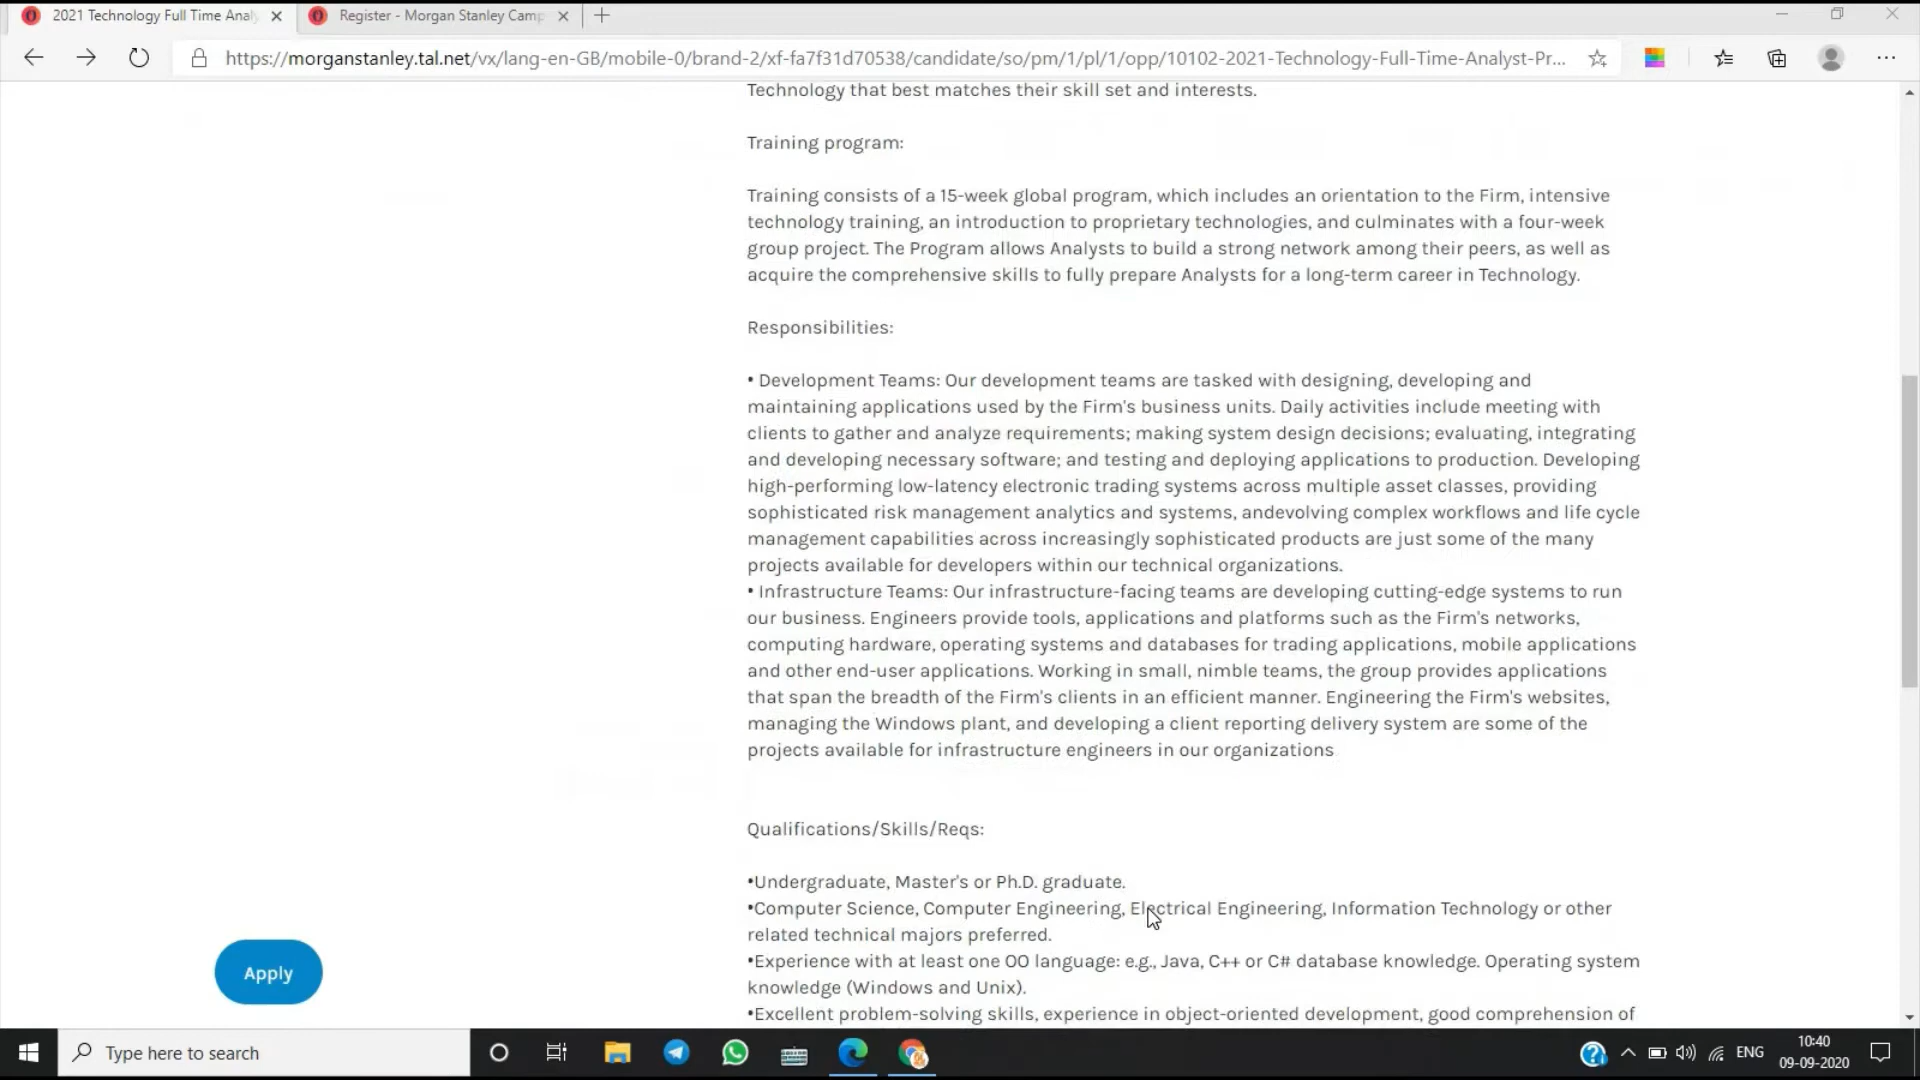 2021 Technology Full Time Analy
Register - Morgan Stanley Camp
https://morganstanley.tal.net/vx/lang-en-GB/mobile-0/brand-2/xf-fa7f31d70538/candidate/so/pm/1/pl/1/opp/10102-2021-Technology-Full-Time-Analyst-Pr...
Technology that best matches their skill set and interests.
Training program:
Training consists of a 15-week global program, which includes an orientation to the Firm, intensive
technology training, an introduction to proprietary technologies, and culminates with a four-week
group project. The Program allows Analysts to build a strong network among their peers, as well as
acquire the comprehensive skills to fully prepare Analysts for a long-term career in Technology.
Responsibilities:
• Development Teams: Our development teams are tasked with designing, developing and
maintaining applications used by the Firm's business units. Daily activities include meeting with
clients to gather and analyze requirements; making system design decisions; evaluating, integrating
and developing necessary software; and testing and deploying applications to production. Developing
high-performing low-latency electronic trading systems across multiple asset classes, providing
sophisticated risk management analytics and systems, andevolving complex workflows and life cycle
management capabilities across increasingly sophisticated products are just some of the many
projects available for developers within our technical organizations.
• Infrastructure Teams: Our infrastructure-facing teams are developing cutting-edge systems to run
our business. Engineers provide tools, applications and platforms such as the Firm's networks,
computing hardware, operating systems and databases for trading applications, mobile applications
and other end-user applications. Working in small, nimble teams, the group provides applications
that span the breadth of the Firm's clients in an efficient manner. Engineering the Firm's websites,
managing the Windows plant, and developing a client reporting delivery system are some of the
projects available for infrastructure engineers in our organizations
Qualifications/Skills/Reqs:
•Undergraduate, Master's or Ph.D. graduate.
•Computer Science, Computer Engineering, Electrical Engineering, Information Technology or other
related technical majors preferred.
•Experience with at least one OO language: e.g., Java, C++ or C# database knowledge. Operating system
knowledge (Windows and Unix).
•Excellent problem-solving skills, experience in object-oriented development, good comprehension of
Apply
Type here to search
ENG
10:40
09-09-2020